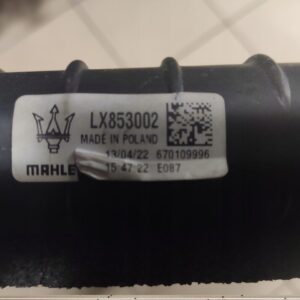 LX853002
MADE IN POLAND
13/04/22 670109996
MAHLE 15:47:22 E087